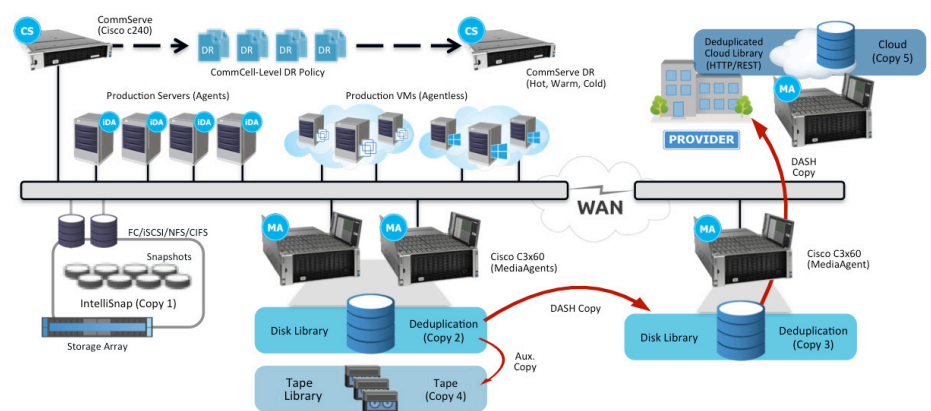 CS
CommServe
(Cisco c240)
DR
DR
DR
DR
CommCell-Level DR Policy
CS
CommServe DR
(Hot, Warm, Cold)
Deduplicated
Cloud Library
(HTTP/REST)
Cloud
(Copy 5)
MA
PROVIDER
DASH
Copy
Production Servers (Agents)
iDA
iDA
iDA
iDA
Production VMs (Agentless)
WAN
FC/iSCSI/NFS/CIFS
Snapshots
IntelliSnap (Copy 1)
Storage Array
MA
MA
Cisco C3x60
(MediaAgents)
MA
Cisco C3x60
(MediaAgent)
Disk Library
Deduplication
(Copy 2)
DASH Copy
Disk Library
Deduplication
(Copy 3)
Aux.
Copy
Tape
Library
Tape
(Copy 4)